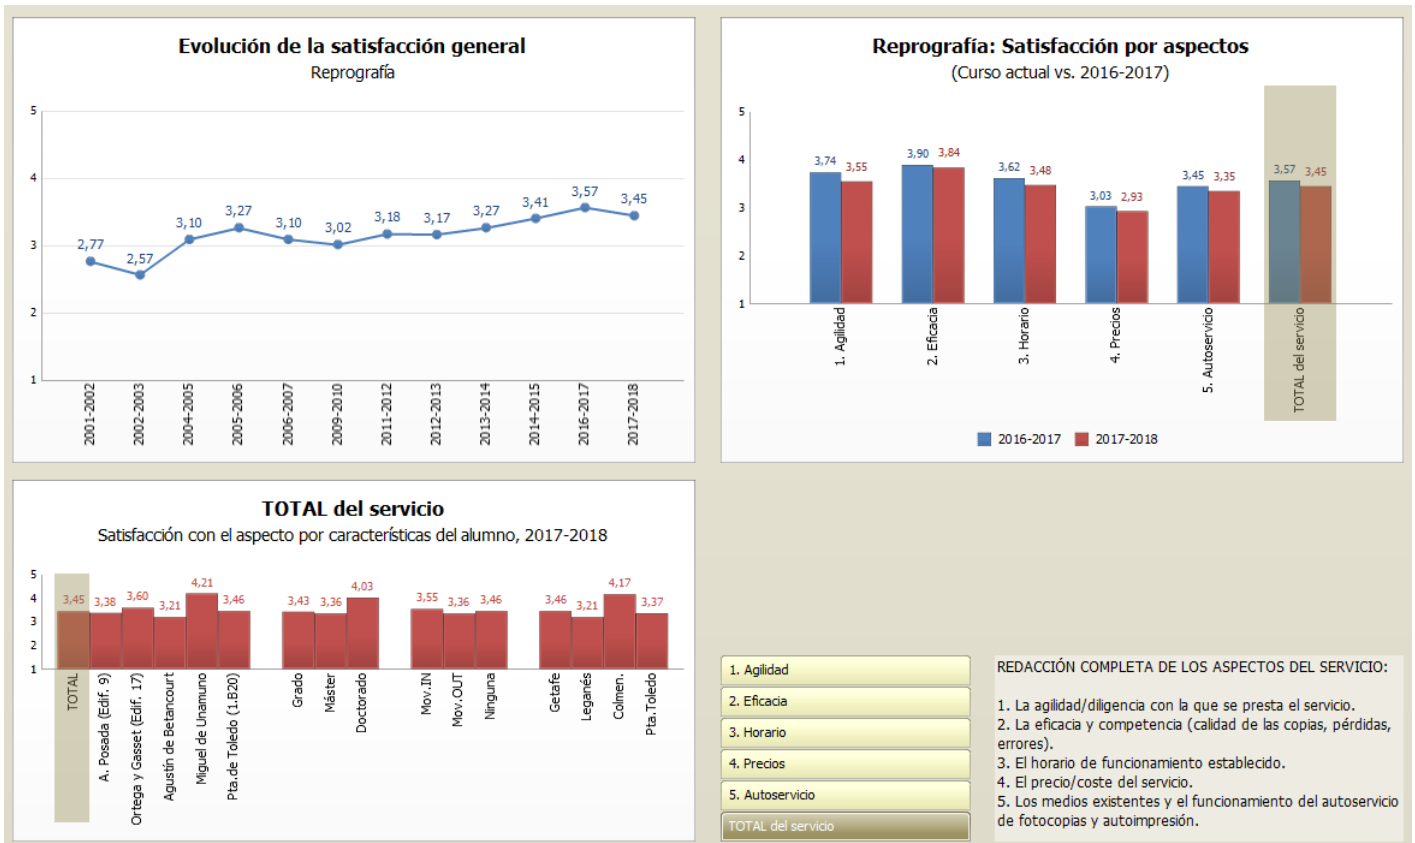 Evolución de la satisfacción general
Reprografía
5
4
3
2
1
2,77
2,57
3,10
3,27
3,10
3,02
3,18
3,17
3,27
3,41
3,57
3,45
2001-2002
2002-2003
2004-2005
2005-2006
2006-2007
2009-2010
2011-2012
2012-2013
2013-2014
2014-2015
2016-2017
2017-2018
Reprografía: Satisfacción por aspectos
(Curso actual vs. 2016-2017)
5
4
3
2
1
3,74
3,55
3,90
3,84
3,62
3,48
3,03
2,93
3,45
3,35
3,57
3,45
1. Agilidad
2. Eficacia
3. Horario
4. Precios
5. Autoservicio
TOTAL del servicio
2016-2017
2017-2018
TOTAL del servicio
Satisfacción con el aspecto por características del alumno, 2017-2018
5
4
3
2
1
3,45
3,38
3,60
3,21
4,21
3,46
3,43
3,36
4,03
3,55
3,36
3,46
3,46
3,21
4,17
3,37
TOTAL
A. Posada (Edif. 9)
Ortega y Gasset (Edif. 17)
Agustín de Betancourt
Miguel de Unamuno
Pta.de Toledo (1.B20)
Grado
Máster
Doctorado
Mov.IN
Mov.OUT
Ninguna
Getafe
Leganés
Colmen.
Pta.Toledo
1. Agilidad
2. Eficacia
3. Horario
4. Precios
5. Autoservicio
TOTAL del servicio
REDACCIÓN COMPLETA DE LOS ASPECTOS DEL SERVICIO:
1. La agilidad/diligencia con la que se presta el servicio.
2. La eficacia y competencia (calidad de las copias, pérdidas,
errores).
3. El horario de funcionamiento establecido.
4. El precio/coste del servicio.
5. Los medios existentes y el funcionamiento del autoservicio
de fotocopias y autoimpresión.